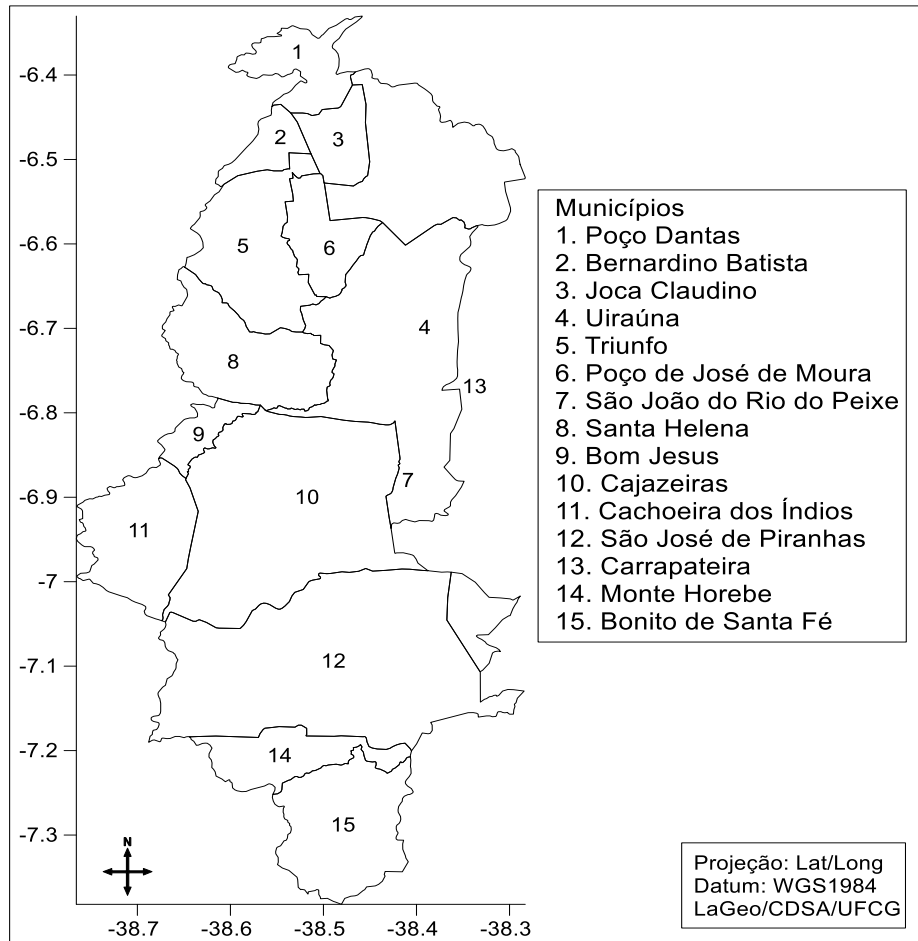 -6.4
-6.5
-6.6
-6.7
-6.8
-6.9
-7
-7.1
-7.2
-7.3
-38.7
-38.6
-38.5
-38.4
-38.3
1
2
3
5
6
4
8
13
9
7
10
11
12
14
15
N
Municípios
1. Poço Dantas
2. Bernardino Batista
3. Joca Claudino
4. Uiraúna
5. Triunfo
6. Poço de José de Moura
7. São João do Rio do Peixe
8. Santa Helena
9. Bom Jesus
10. Cajazeiras
11. Cachoeira dos Índios
12. São José de Piranhas
13. Carrapateira
14. Monte Horebe
15. Bonito de Santa Fé
Projeção: Lat/Long
Datum: WGS1984
LaGeo/CDSA/UFCG